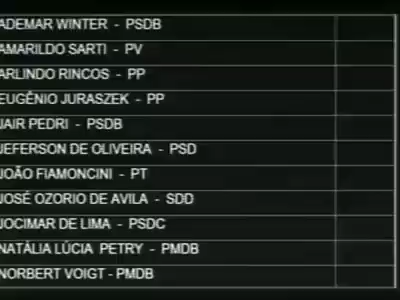 ADEMAR WINTER - PSDB
AMARILDO SARTI - PV
ARLINDO RINCOS - PP
EUGÊNIO JURASZEK - PP
JAIR PEDRI - PSDB
JEFERSON DE OLIVEIRA - PSD
JOÃO FIAMONCINI - PT
JOSÉ OZORIO DE AVILA - SDD
JOCIMAR DE LIMA - PSDC
NATÁLIA LÚCIA PETRY - PMDB
NORBERT VOIGT - PMDB